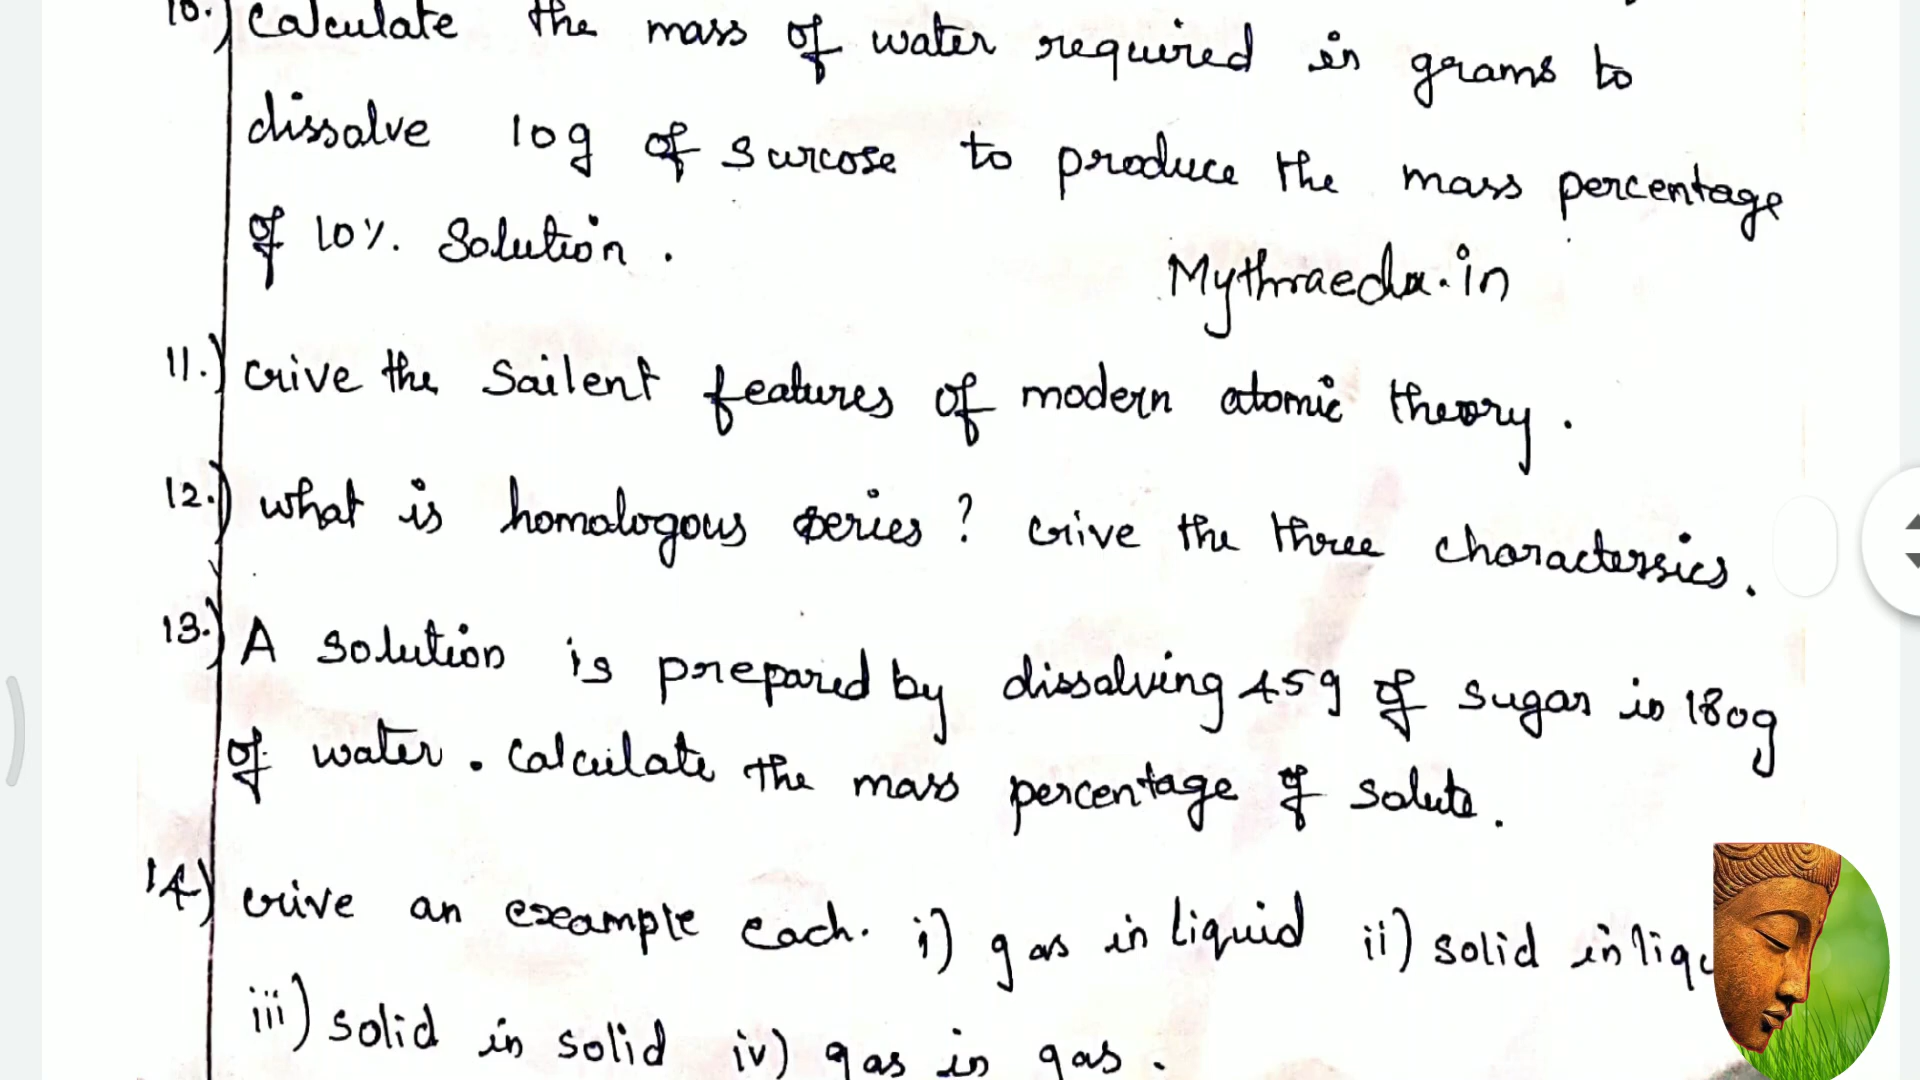 10.) Calculate the mass of water required in grams to
dissolve 10g of surcose to produce the mass percentage
of 10% Solution.
Mythraeda.in
11.) Give the Sailent features of modern atomic theory.
12.) what is homologous series? Give the three charactersics.
13.) A solution is prepared by dissolving 45g of sugar in 180g
of water. Calculate the mass percentage of solute.
14) Give an example each. i) gas in liquid ii) solid in liqu
iii) solid in solid iv) gas in gas.